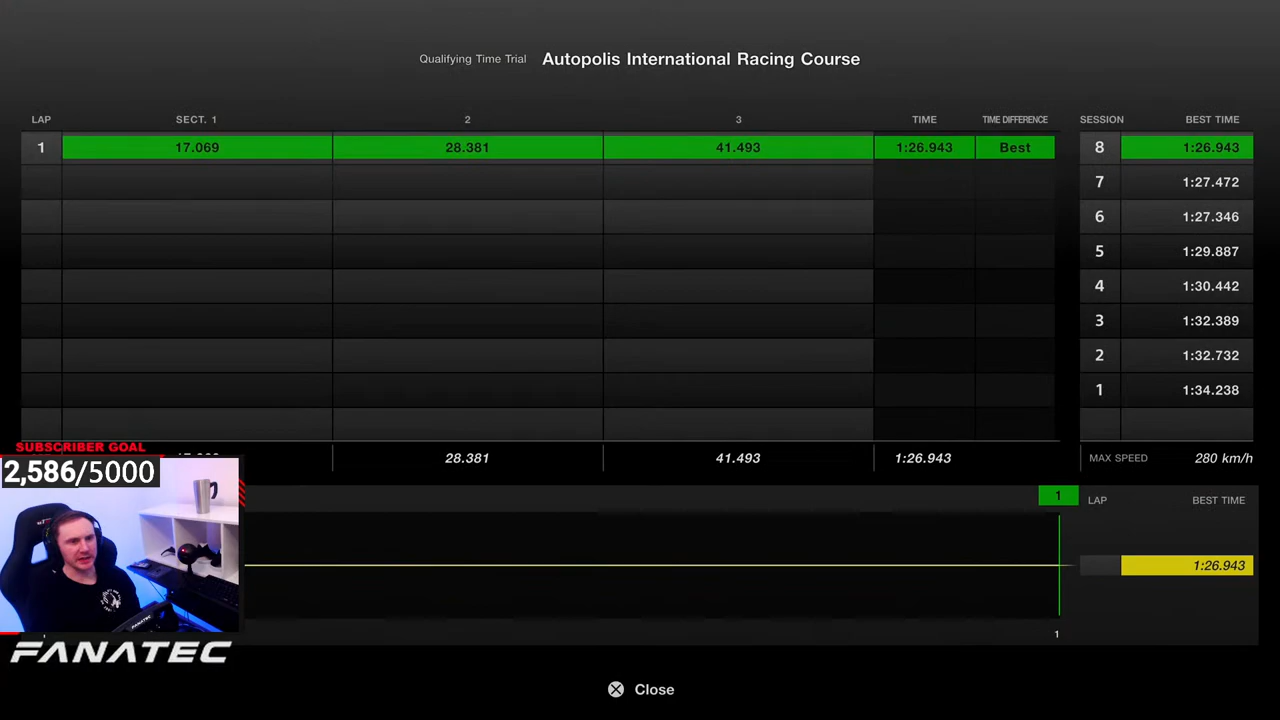 Qualifying Time Trial Autopolis International Racing Course
LAP SECT. 1 2 3 TIME TIME DIFFERENCE SESSION BEST TIME
1 17.069 28.381 41.493 1:26.943 Best 8 1:26.943
7 1:27.472
6 1:27.346
5 1:29.887
4 1:30.442
3 1:32.389
2 1:32.732
1 1:34.238
SUBSCRIBER GOAL
2,586/5000
28.381 41.493 1:26.943 MAX SPEED 280 km/h
1 LAP BEST TIME
1:26.943
1
FANATEC
Close